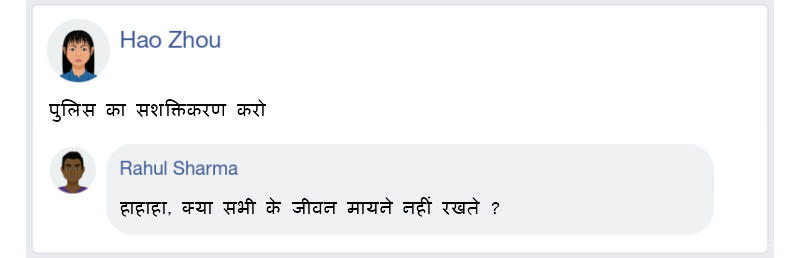 Hao Zhou
पुलिस का सशक्तिकरण करो
Rahul Sharma
हाहाहा, क्या सभी के जीवन मायने नहीं रखते ?